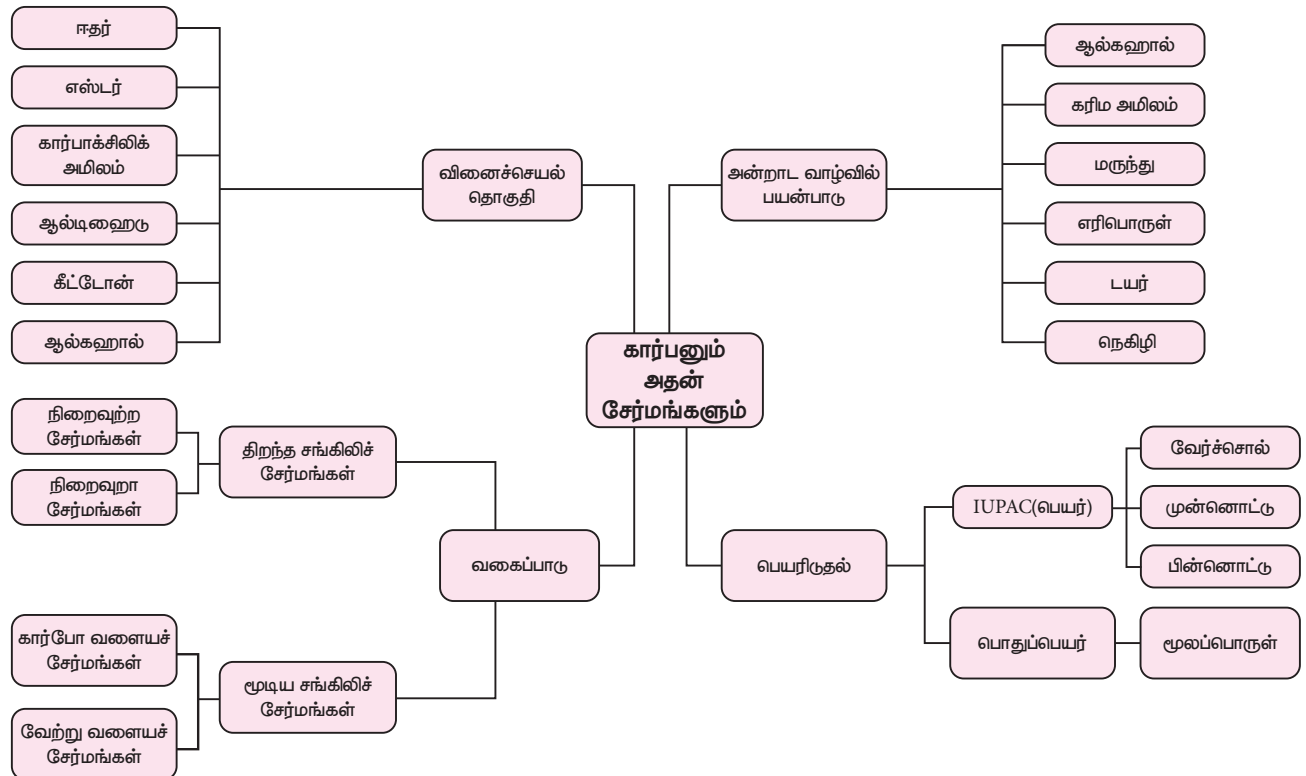 ஈதர்
எஸ்டர்
கார்பாக்சிலிக்
அமிலம்
ஆல்டிஹைடு
கீட்டோன்
ஆல்கஹால்
வினைச்செயல்
தொகுதி
அன்றாட வாழ்வில்
பயன்பாடு
ஆல்கஹால்
கரிம அமிலம்
மருந்து
எரிபொருள்
டயர்
நெகிழி
கார்பனும்
அதன்
சேர்மங்களும்
நிறைவுற்ற
சேர்மங்கள்
நிறைவுறா
சேர்மங்கள்
திறந்த சங்கிலிச்
சேர்மங்கள்
வகைப்பாடு
கார்போ வளையச்
சேர்மங்கள்
வேற்று வளையச்
சேர்மங்கள்
மூடிய சங்கிலிச்
சேர்மங்கள்
பெயரிடுதல்
IUPAC(பெயர்)
வேர்ச்சொல்
முன்னொட்டு
பின்னொட்டு
பொதுப்பெயர்
மூலப்பொருள்